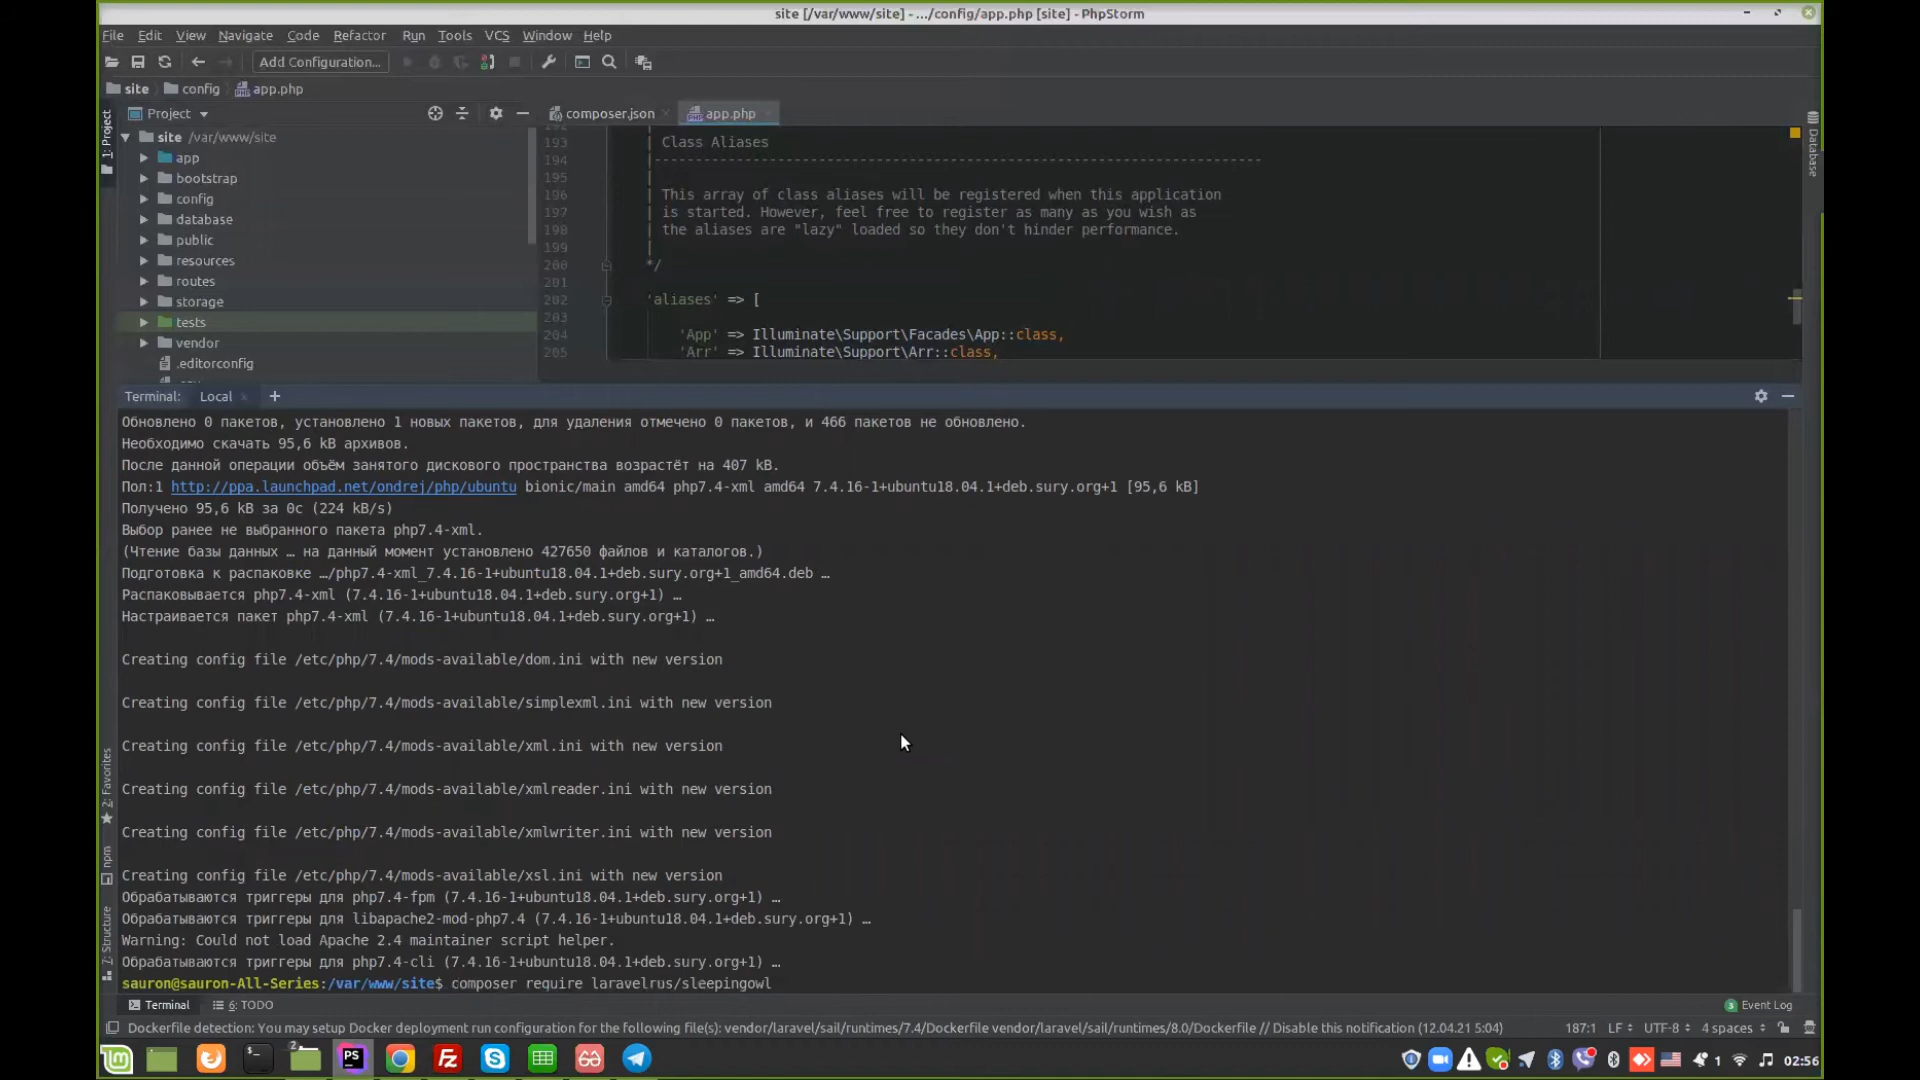 site [/var/www/site] - .../config/app.php [site] - PhpStorm
File Edit View Navigate Code Refactor Run Tools VCS Window Help
Add Configuration...
site config app.php
1: Project
Project
composer.json app.php
site /var/www/site
app
bootstrap
config
database
public
resources
routes
storage
tests
vendor
.editorconfig
193 | Class Aliases
194 |--------------------------------------------------------------------------
195 |
196 | This array of class aliases will be registered when this application
197 | is started. However, feel free to register as many as you wish as
198 | the aliases are "lazy" loaded so they don't hinder performance.
199 |
200 */
201
202 'aliases' => [
203
204 'App' => Illuminate\Support\Facades\App::class,
205 'Arr' => Illuminate\Support\Arr::class,
Database
Terminal: Local +
Обновлено 0 пакетов, установлено 1 новых пакетов, для удаления отмечено 0 пакетов, и 466 пакетов не обновлено.
Необходимо скачать 95,6 kB архивов.
После данной операции объём занятого дискового пространства возрастёт на 407 kB.
Пол:1 http://ppa.launchpad.net/ondrej/php/ubuntu bionic/main amd64 php7.4-xml amd64 7.4.16-1+ubuntu18.04.1+deb.sury.org+1 [95,6 kB]
Получено 95,6 kB за 0с (224 kB/s)
Выбор ранее не выбранного пакета php7.4-xml.
(Чтение базы данных … на данный момент установлено 427650 файлов и каталогов.)
Подготовка к распаковке …/php7.4-xml_7.4.16-1+ubuntu18.04.1+deb.sury.org+1_amd64.deb …
Распаковывается php7.4-xml (7.4.16-1+ubuntu18.04.1+deb.sury.org+1) …
Настраивается пакет php7.4-xml (7.4.16-1+ubuntu18.04.1+deb.sury.org+1) …
Creating config file /etc/php/7.4/mods-available/dom.ini with new version
Creating config file /etc/php/7.4/mods-available/simplexml.ini with new version
Creating config file /etc/php/7.4/mods-available/xml.ini with new version
Creating config file /etc/php/7.4/mods-available/xmlreader.ini with new version
Creating config file /etc/php/7.4/mods-available/xmlwriter.ini with new version
Creating config file /etc/php/7.4/mods-available/xsl.ini with new version
Обрабатываются триггеры для php7.4-fpm (7.4.16-1+ubuntu18.04.1+deb.sury.org+1) …
Обрабатываются триггеры для libapache2-mod-php7.4 (7.4.16-1+ubuntu18.04.1+deb.sury.org+1) …
Warning: Could not load Apache 2.4 maintainer script helper.
Обрабатываются триггеры для php7.4-cli (7.4.16-1+ubuntu18.04.1+deb.sury.org+1) …
sauron@sauron-All-Series:/var/www/site$ composer require laravelrus/sleepingowl
2: Favorites
npm
7: Structure
Terminal 6: TODO
3 Event Log
Dockerfile detection: You may setup Docker deployment run configuration for the following file(s): vendor/laravel/sail/runtimes/7.4/Dockerfile vendor/laravel/sail/runtimes/8.0/Dockerfile // Disable this notification (12.04.21 5:04)
187:1 LF UTF-8 4 spaces
2 PS Fz S
1 02:56